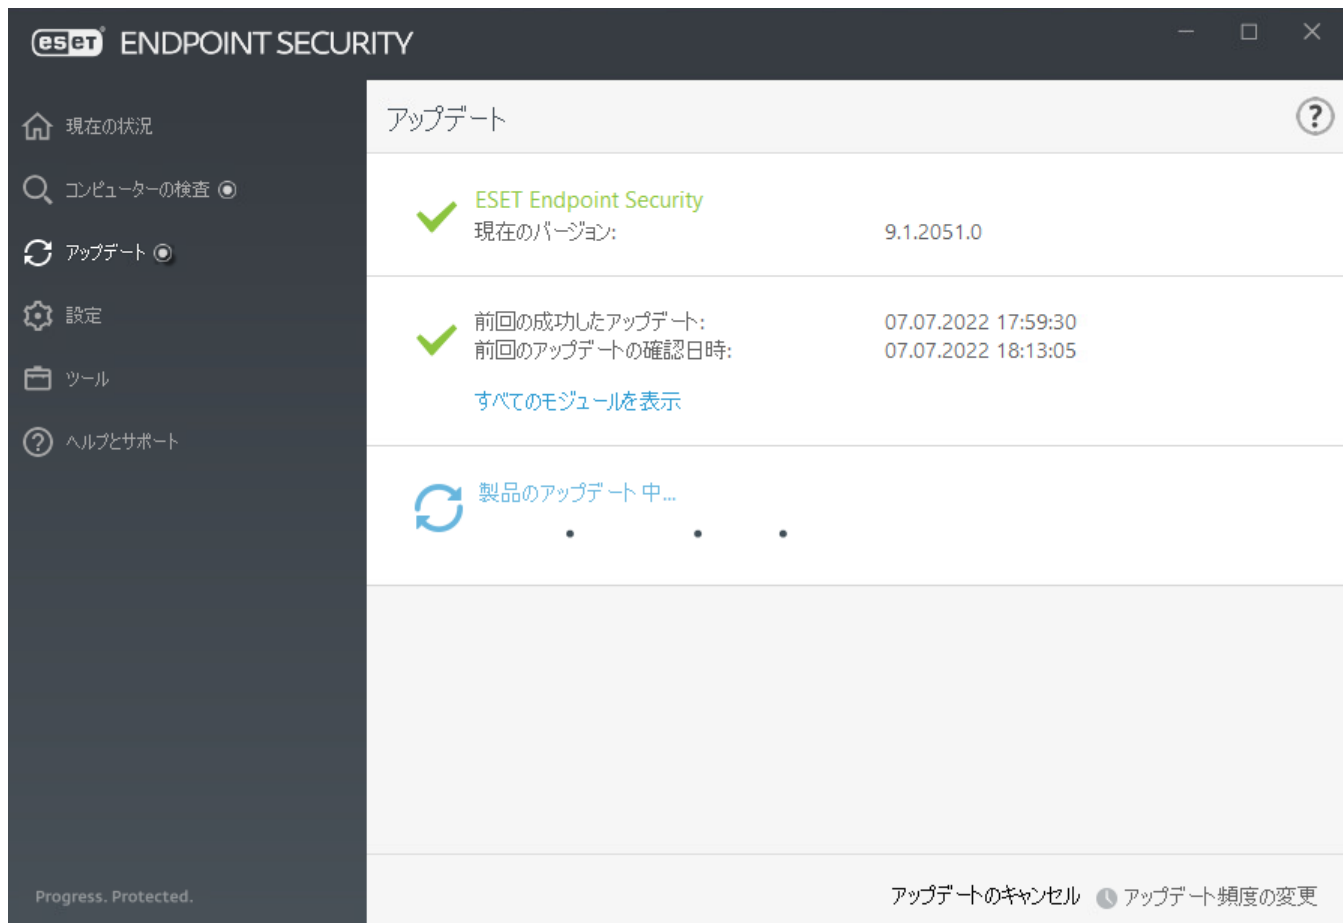 eset ENDPOINT SECURITY
現在の状況
コンピューターの検査
アップデート
設定
ツール
ヘルプとサポート
Progress. Protected.
アップデート
?
ESET Endpoint Security
現在のバージョン: 9.1.2051.0
前回の成功したアップデート: 07.07.2022 17:59:30
前回のアップデートの確認日時: 07.07.2022 18:13:05
すべてのモジュールを表示
製品のアップデート 中...
アップデートのキャンセル アップデート頻度の変更